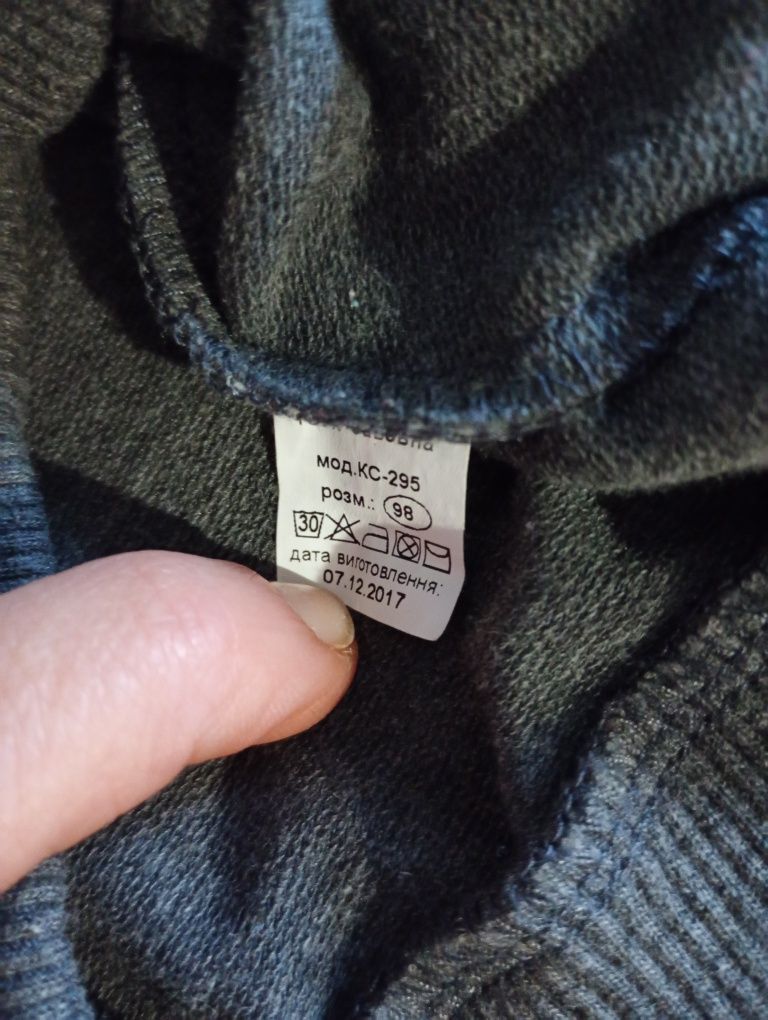 мод.КС-295
розм.: 98
30
дата виготовлення:
07.12.2017